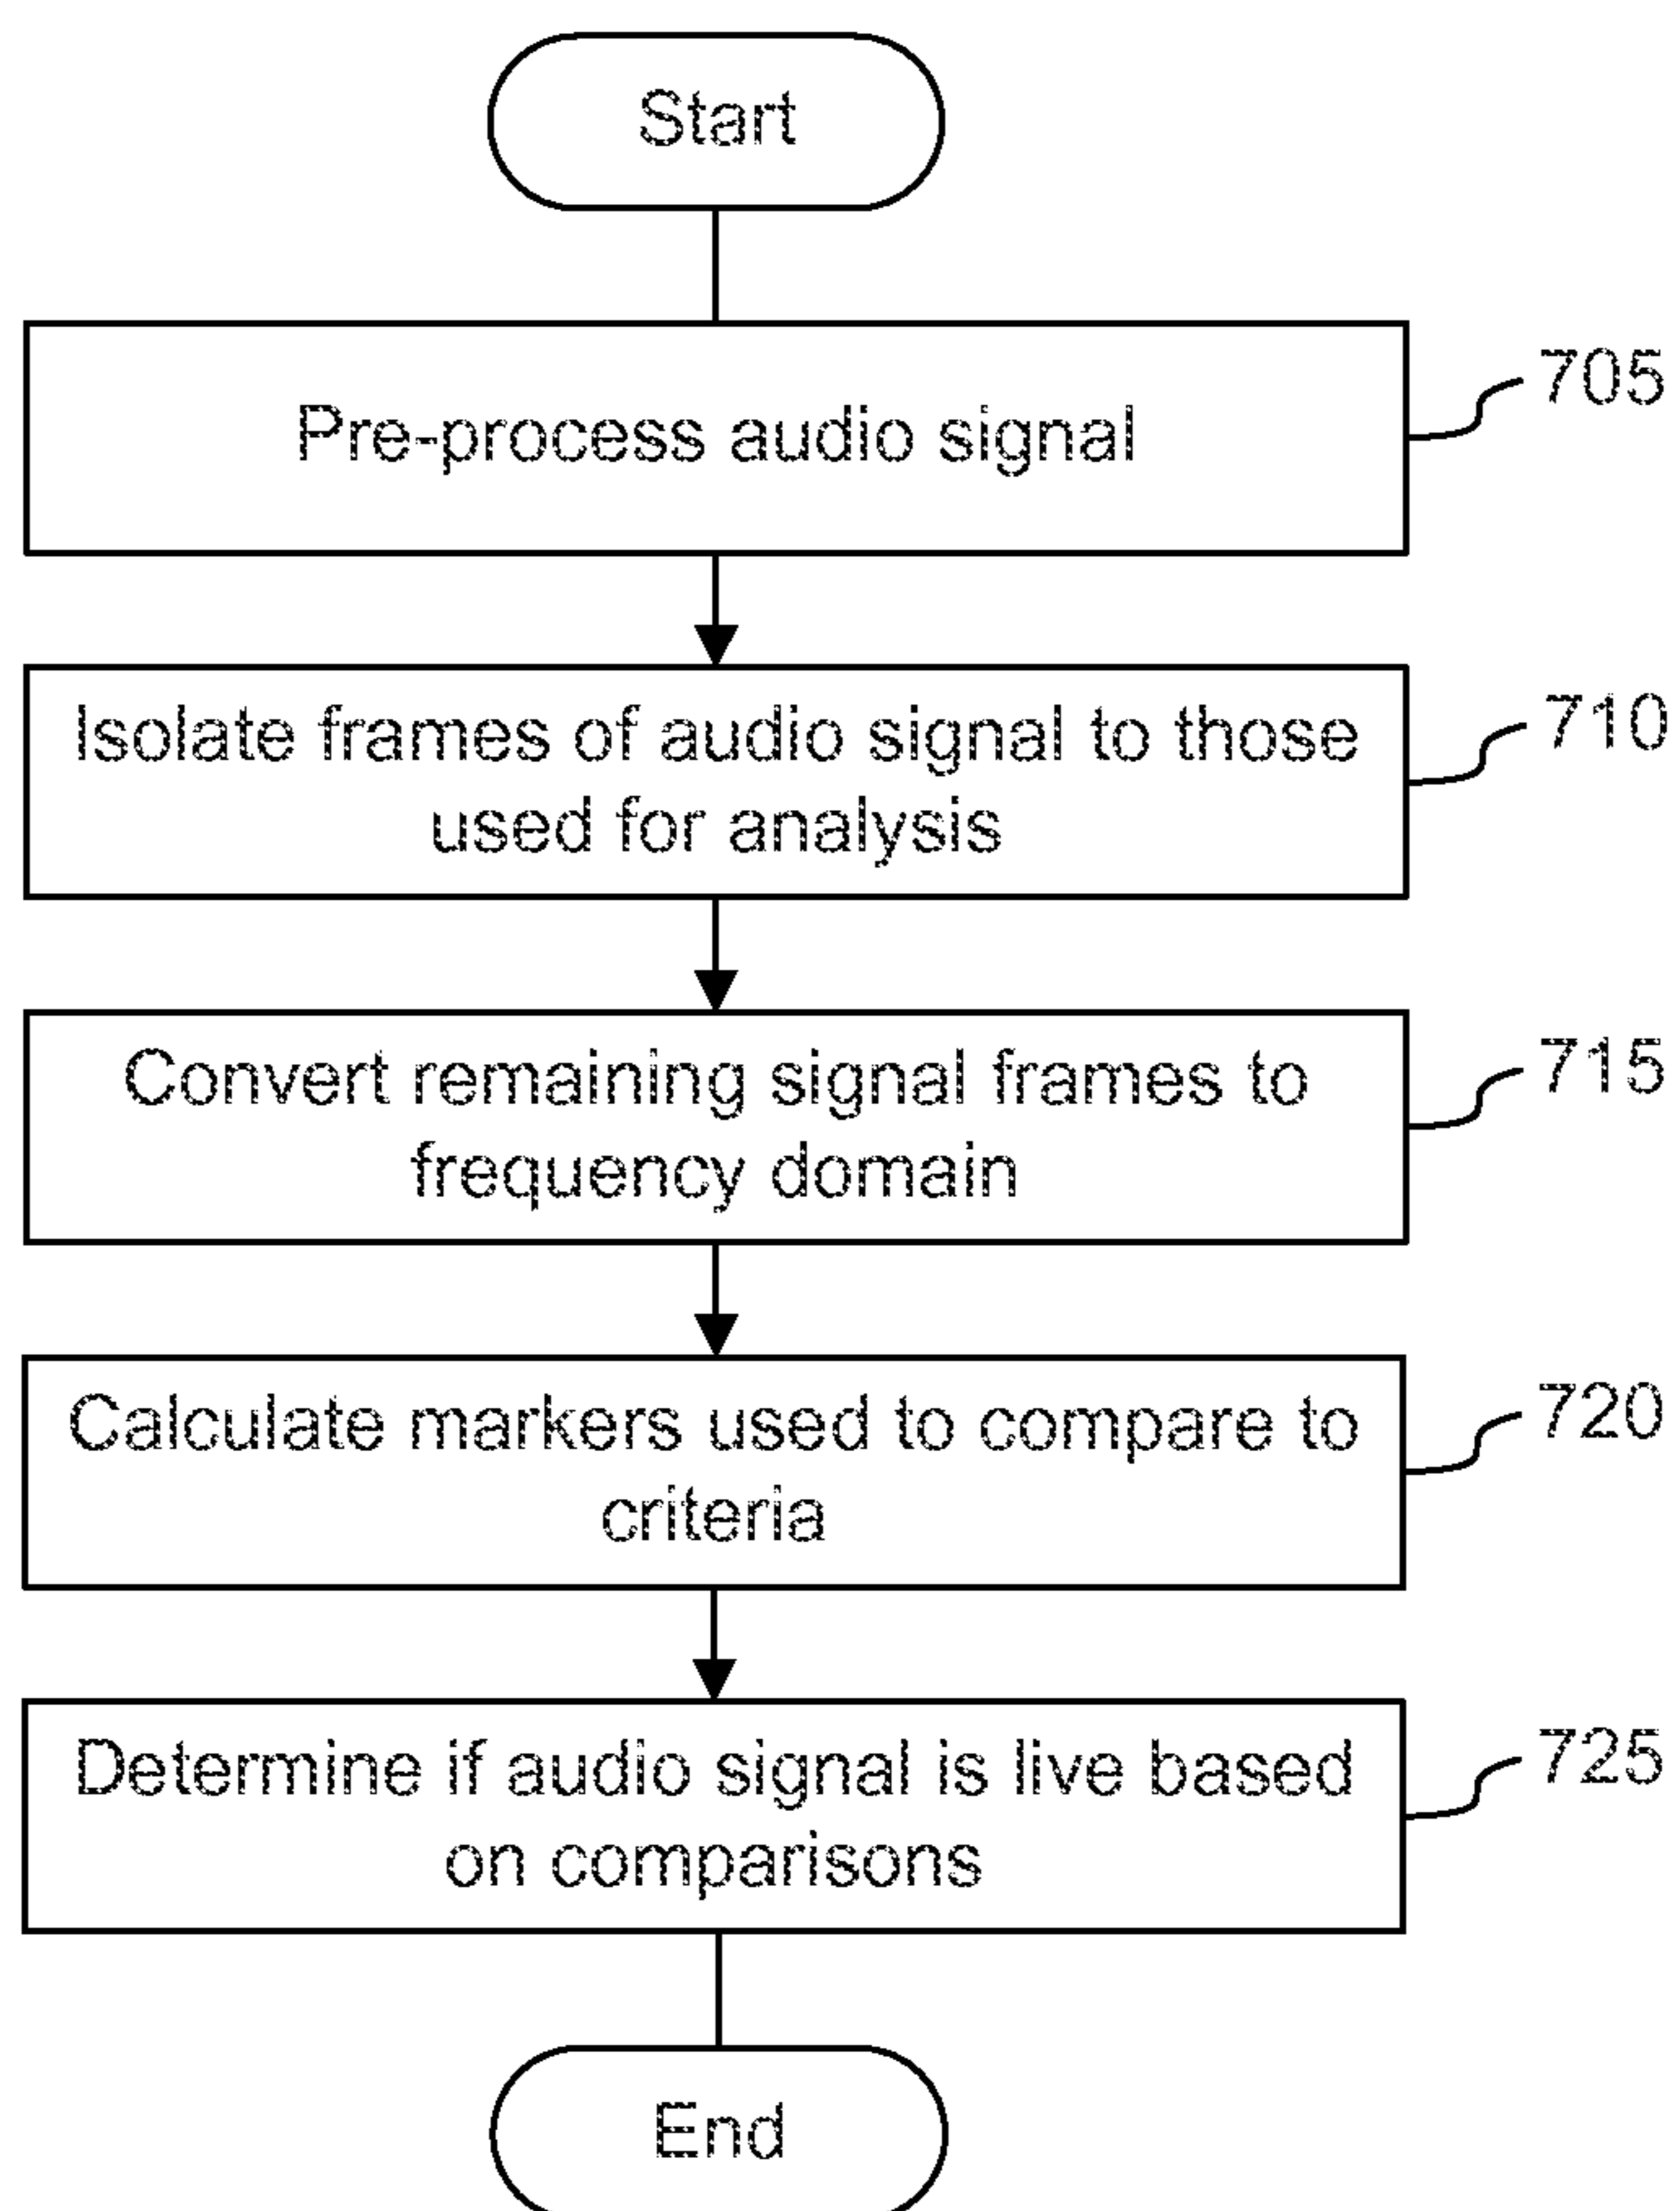 Start
Pre-process audio signal
705
Isolate frames of audio signal to those
used for analysis
710
Convert remaining signal frames to
frequency domain
715
Calculate markers used to compare to
criteria
720
Determine if audio signal is live based
on comparisons
725
End